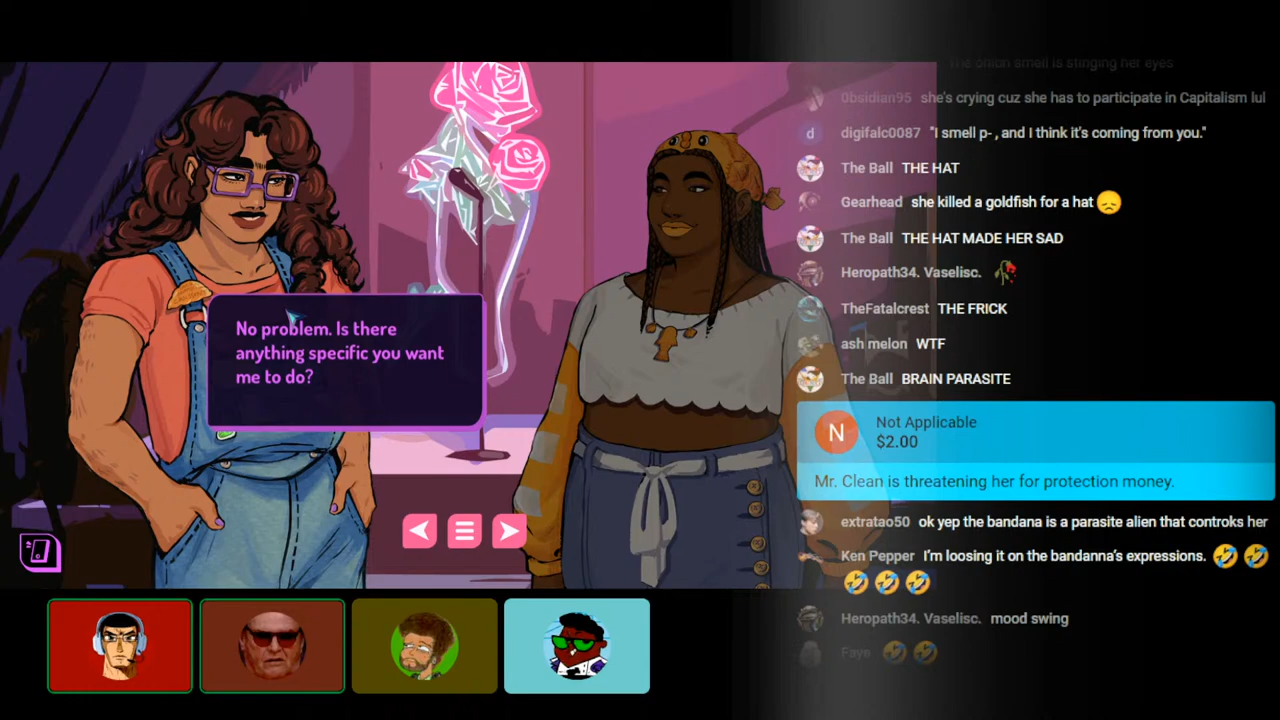 No problem. Is there
anything specific you want
me to do?
The onion smell is stinging her eyes
0bsidian95 she's crying cuz she has to participate in Capitalism lul
d digifalc0087 "I smell p- , and I think it's coming from you."
The Ball THE HAT
Gearhead she killed a goldfish for a hat 😞
The Ball THE HAT MADE HER SAD
Heropath34. Vaselisc. 🥀
TheFatalcrest THE FRICK
ash melon WTF
The Ball BRAIN PARASITE
N Not Applicable
$2.00
Mr. Clean is threatening her for protection money.
extratao50 ok yep the bandana is a parasite alien that controks her
Ken Pepper I'm loosing it on the bandanna's expressions. 🤣🤣
🤣🤣🤣
Heropath34. Vaselisc. mood swing
Faye 🤣🤣